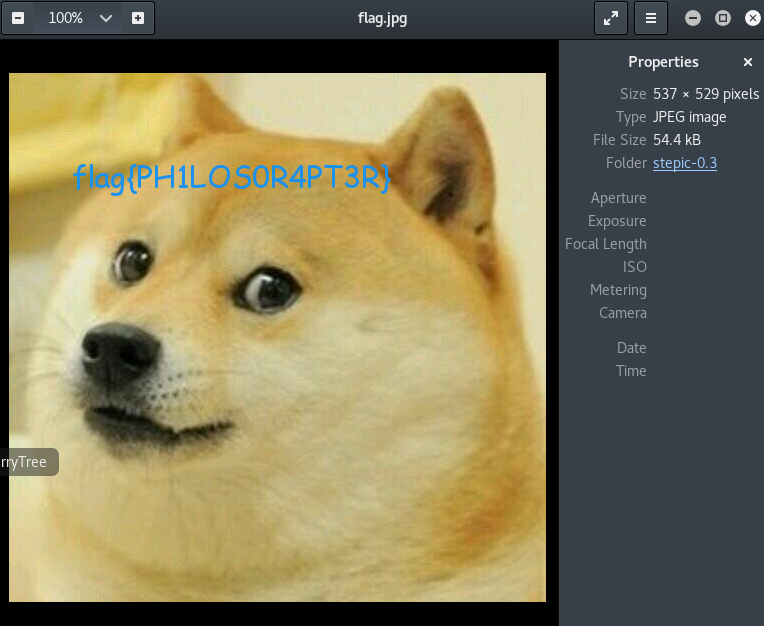 100%
flag.jpg
Properties
Size 537 × 529 pixels
Type JPEG image
File Size 54.4 kB
Folder stepic-0.3
Aperture
Exposure
Focal Length
ISO
Metering
Camera
Date
Time
flag{PH1LOS0R4PT3R}
rryTree